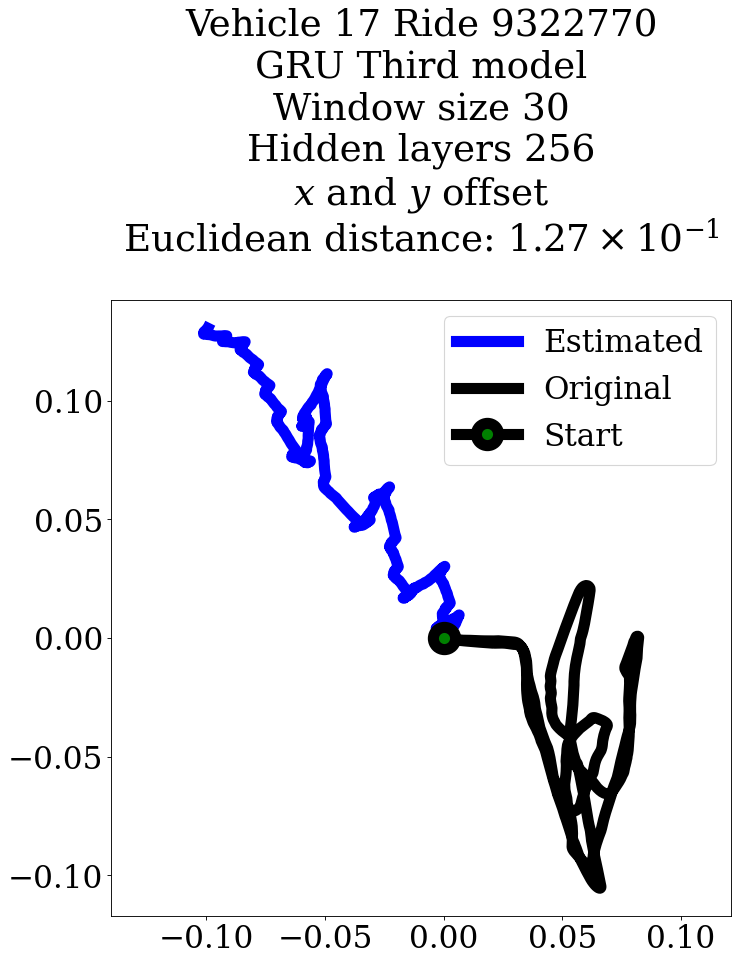 Vehicle 17 Ride 9322770
GRU Third model
Window size 30
Hidden layers 256
x and y offset
Euclidean distance: 1.27 × 10⁻¹
Estimated
Original
Start
0.10
0.05
0.00
−0.05
−0.10
−0.10 −0.05 0.00 0.05 0.10